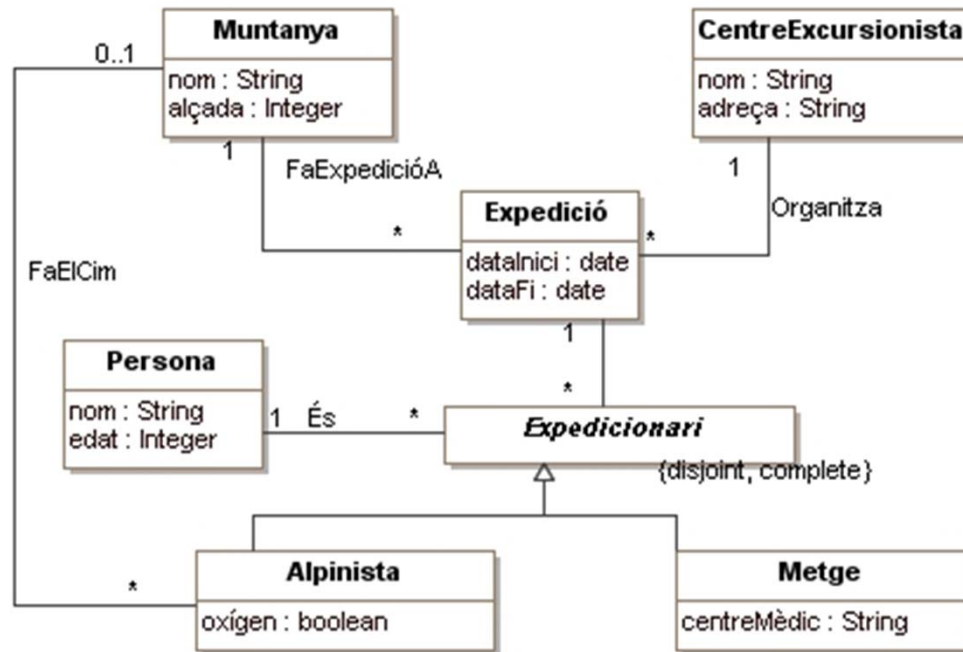 Muntanya
nom : String
alçada : Integer
CentreExcursionista
nom : String
adreça : String
0..1
1
FaExpedicióA
*
1
Organitza
*
Expedició
dataInici : date
dataFi : date
FaElCim
1
*
Persona
nom : String
edat : Integer
1 És *
Expedicionari
{disjoint, complete}
*
Alpinista
oxígen : boolean
Metge
centreMèdic : String